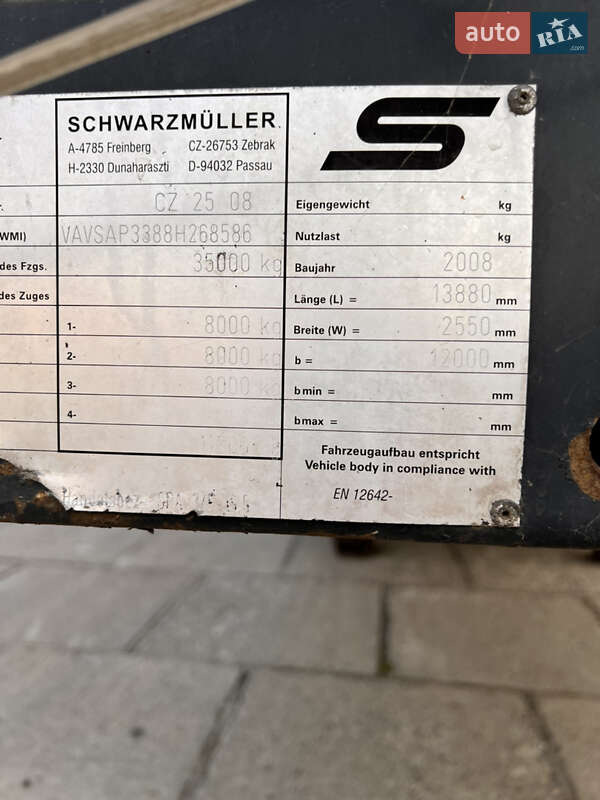 auto RIA.com
SCHWARZMÜLLER
A-4785 Freinberg CZ-26753 Zebrak
H-2330 Dunaharaszti D-94032 Passau
r. CZ 25 08
WMI) VAVSAP3388H268586
des Fzgs. 35000 kg
des Zuges
1- 8000 kg
2- 8000 kg
3- 8000 kg
4-
Eigengewicht kg
Nutzlast kg
Baujahr 2008
Länge (L) = 13880 mm
Breite (W) = 2550 mm
b = 12000 mm
b min = mm
b max = mm
Fahrzeugaufbau entspricht
Vehicle body in compliance with
EN 12642-